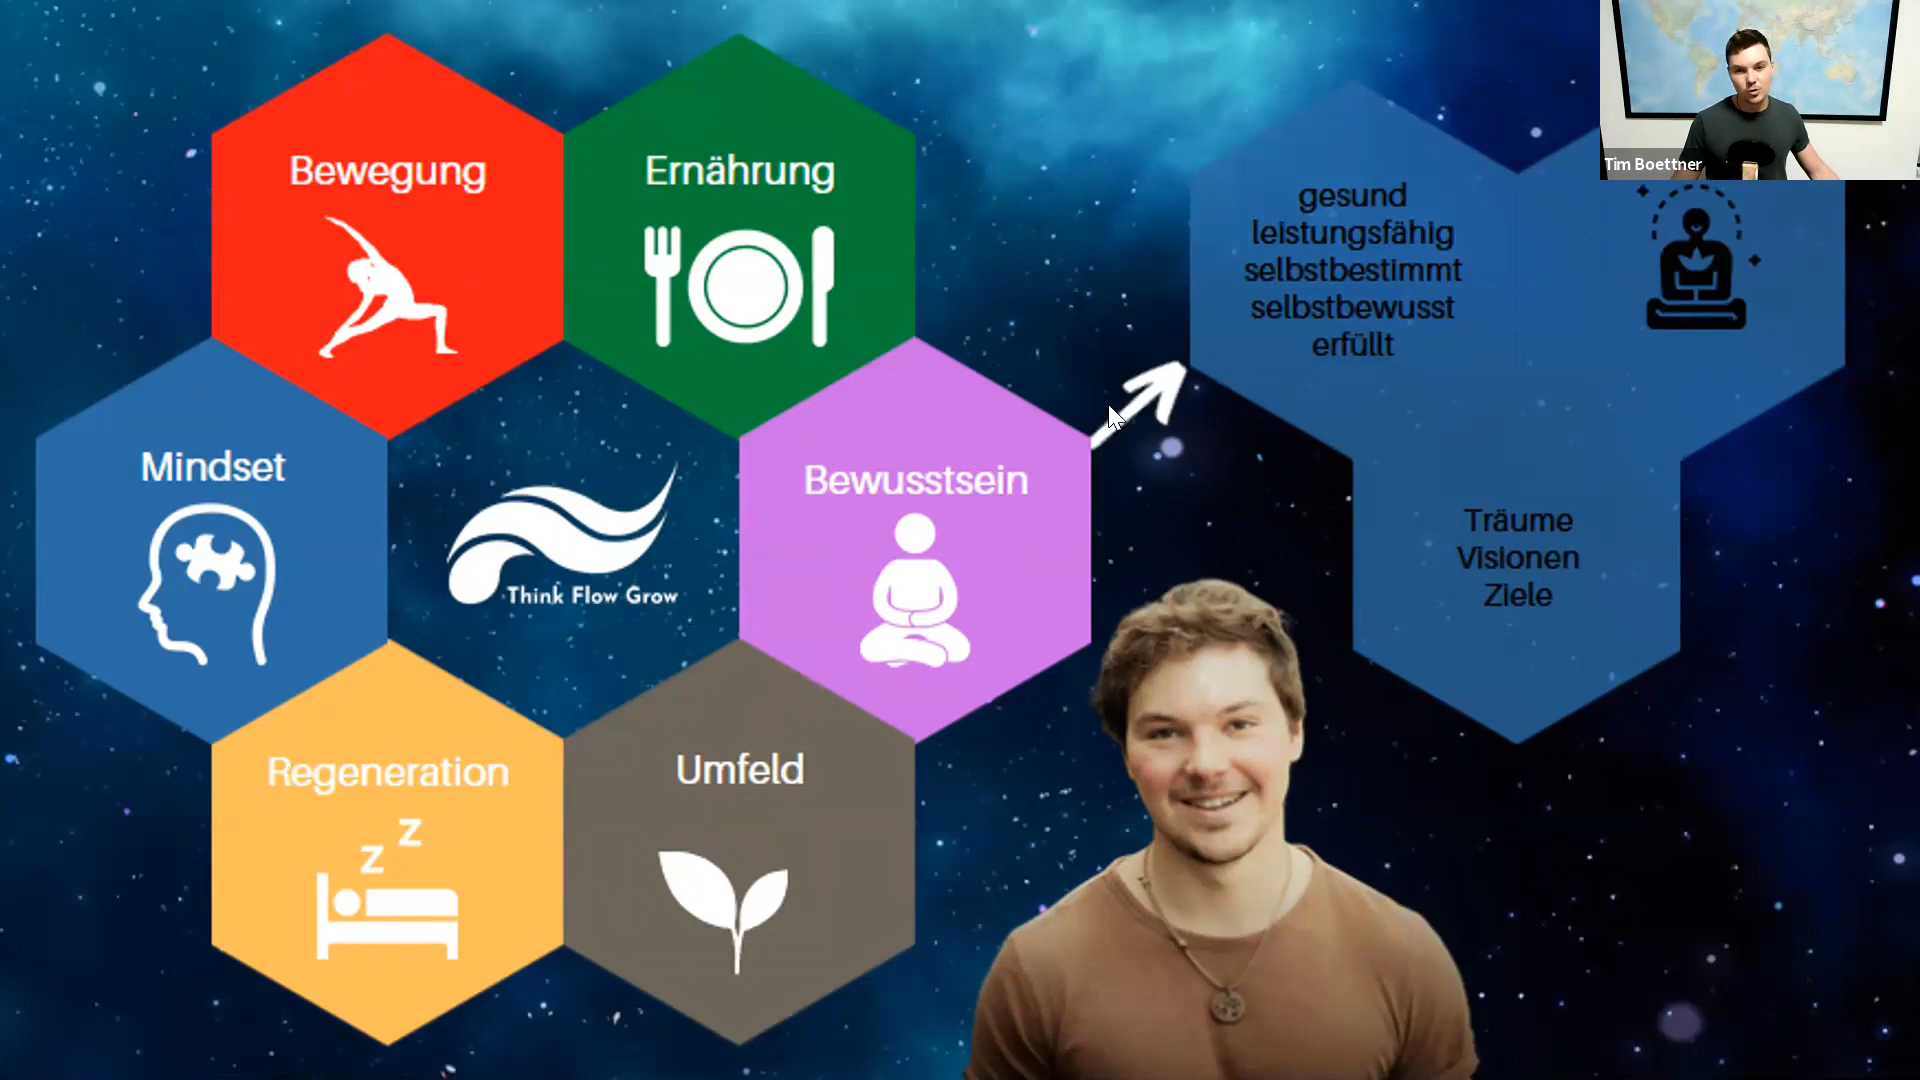 Bewegung
Ernährung
Mindset
Think Flow Grow
Bewusstsein
Regeneration
z
z
Umfeld
gesund
leistungsfähig
selbstbestimmt
selbstbewusst
erfüllt
Träume
Visionen
Ziele
Tim Boettner